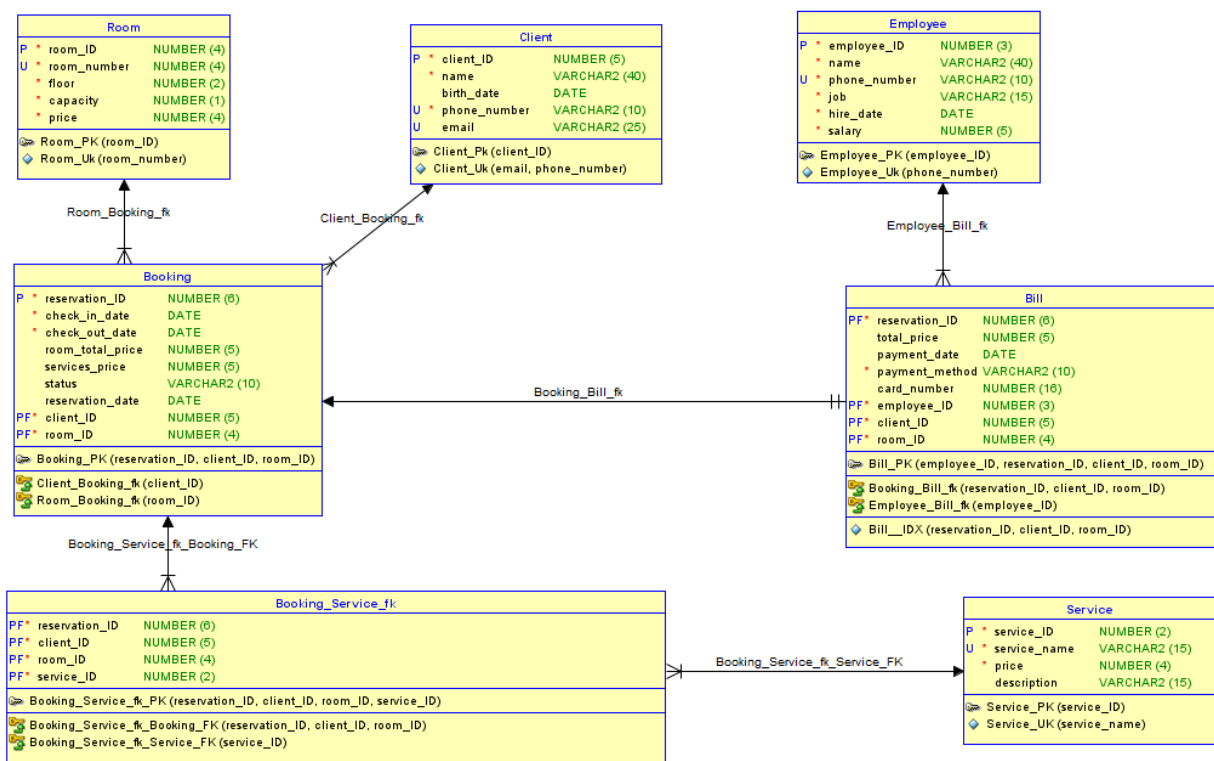 Room
P * room_ID NUMBER (4)
U * room_number NUMBER (4)
* floor NUMBER (2)
* capacity NUMBER (1)
* price NUMBER (4)
Room_PK (room_ID)
Room_Uk (room_number)
Client
P * client_ID NUMBER (5)
* name VARCHAR2 (40)
birth_date DATE
U * phone_number VARCHAR2 (10)
U email VARCHAR2 (25)
Client_Pk (client_ID)
Client_Uk (email, phone_number)
Employee
P * employee_ID NUMBER (3)
* name VARCHAR2 (40)
U * phone_number VARCHAR2 (10)
* job VARCHAR2 (15)
* hire_date DATE
* salary NUMBER (5)
Employee_PK (employee_ID)
Employee_Uk (phone_number)
Room_Booking_fk
Client_Booking_fk
Employee_Bill_fk
Booking
P * reservation_ID NUMBER (6)
* check_in_date DATE
* check_out_date DATE
room_total_price NUMBER (5)
services_price NUMBER (5)
status VARCHAR2 (10)
reservation_date DATE
PF* client_ID NUMBER (5)
PF* room_ID NUMBER (4)
Booking_PK (reservation_ID, client_ID, room_ID)
Client_Booking_fk (client_ID)
Room_Booking_fk (room_ID)
Booking_Bill_fk
Bill
PF* reservation_ID NUMBER (6)
total_price NUMBER (5)
payment_date DATE
* payment_method VARCHAR2 (10)
card_number NUMBER (16)
PF* employee_ID NUMBER (3)
PF* client_ID NUMBER (5)
PF* room_ID NUMBER (4)
Bill_PK (employee_ID, reservation_ID, client_ID, room_ID)
Booking_Bill_fk (reservation_ID, client_ID, room_ID)
Employee_Bill_fk (employee_ID)
Bill__IDX (reservation_ID, client_ID, room_ID)
Booking_Service_fk_Booking_FK
Booking_Service_fk
PF* reservation_ID NUMBER (6)
PF* client_ID NUMBER (5)
PF* room_ID NUMBER (4)
PF* service_ID NUMBER (2)
Booking_Service_fk_PK (reservation_ID, client_ID, room_ID, service_ID)
Booking_Service_fk_Booking_FK (reservation_ID, client_ID, room_ID)
Booking_Service_fk_Service_FK (service_ID)
Booking_Service_fk_Service_FK
Service
P * service_ID NUMBER (2)
U * service_name VARCHAR2 (15)
* price NUMBER (4)
description VARCHAR2 (15)
Service_PK (service_ID)
Service_UK (service_name)